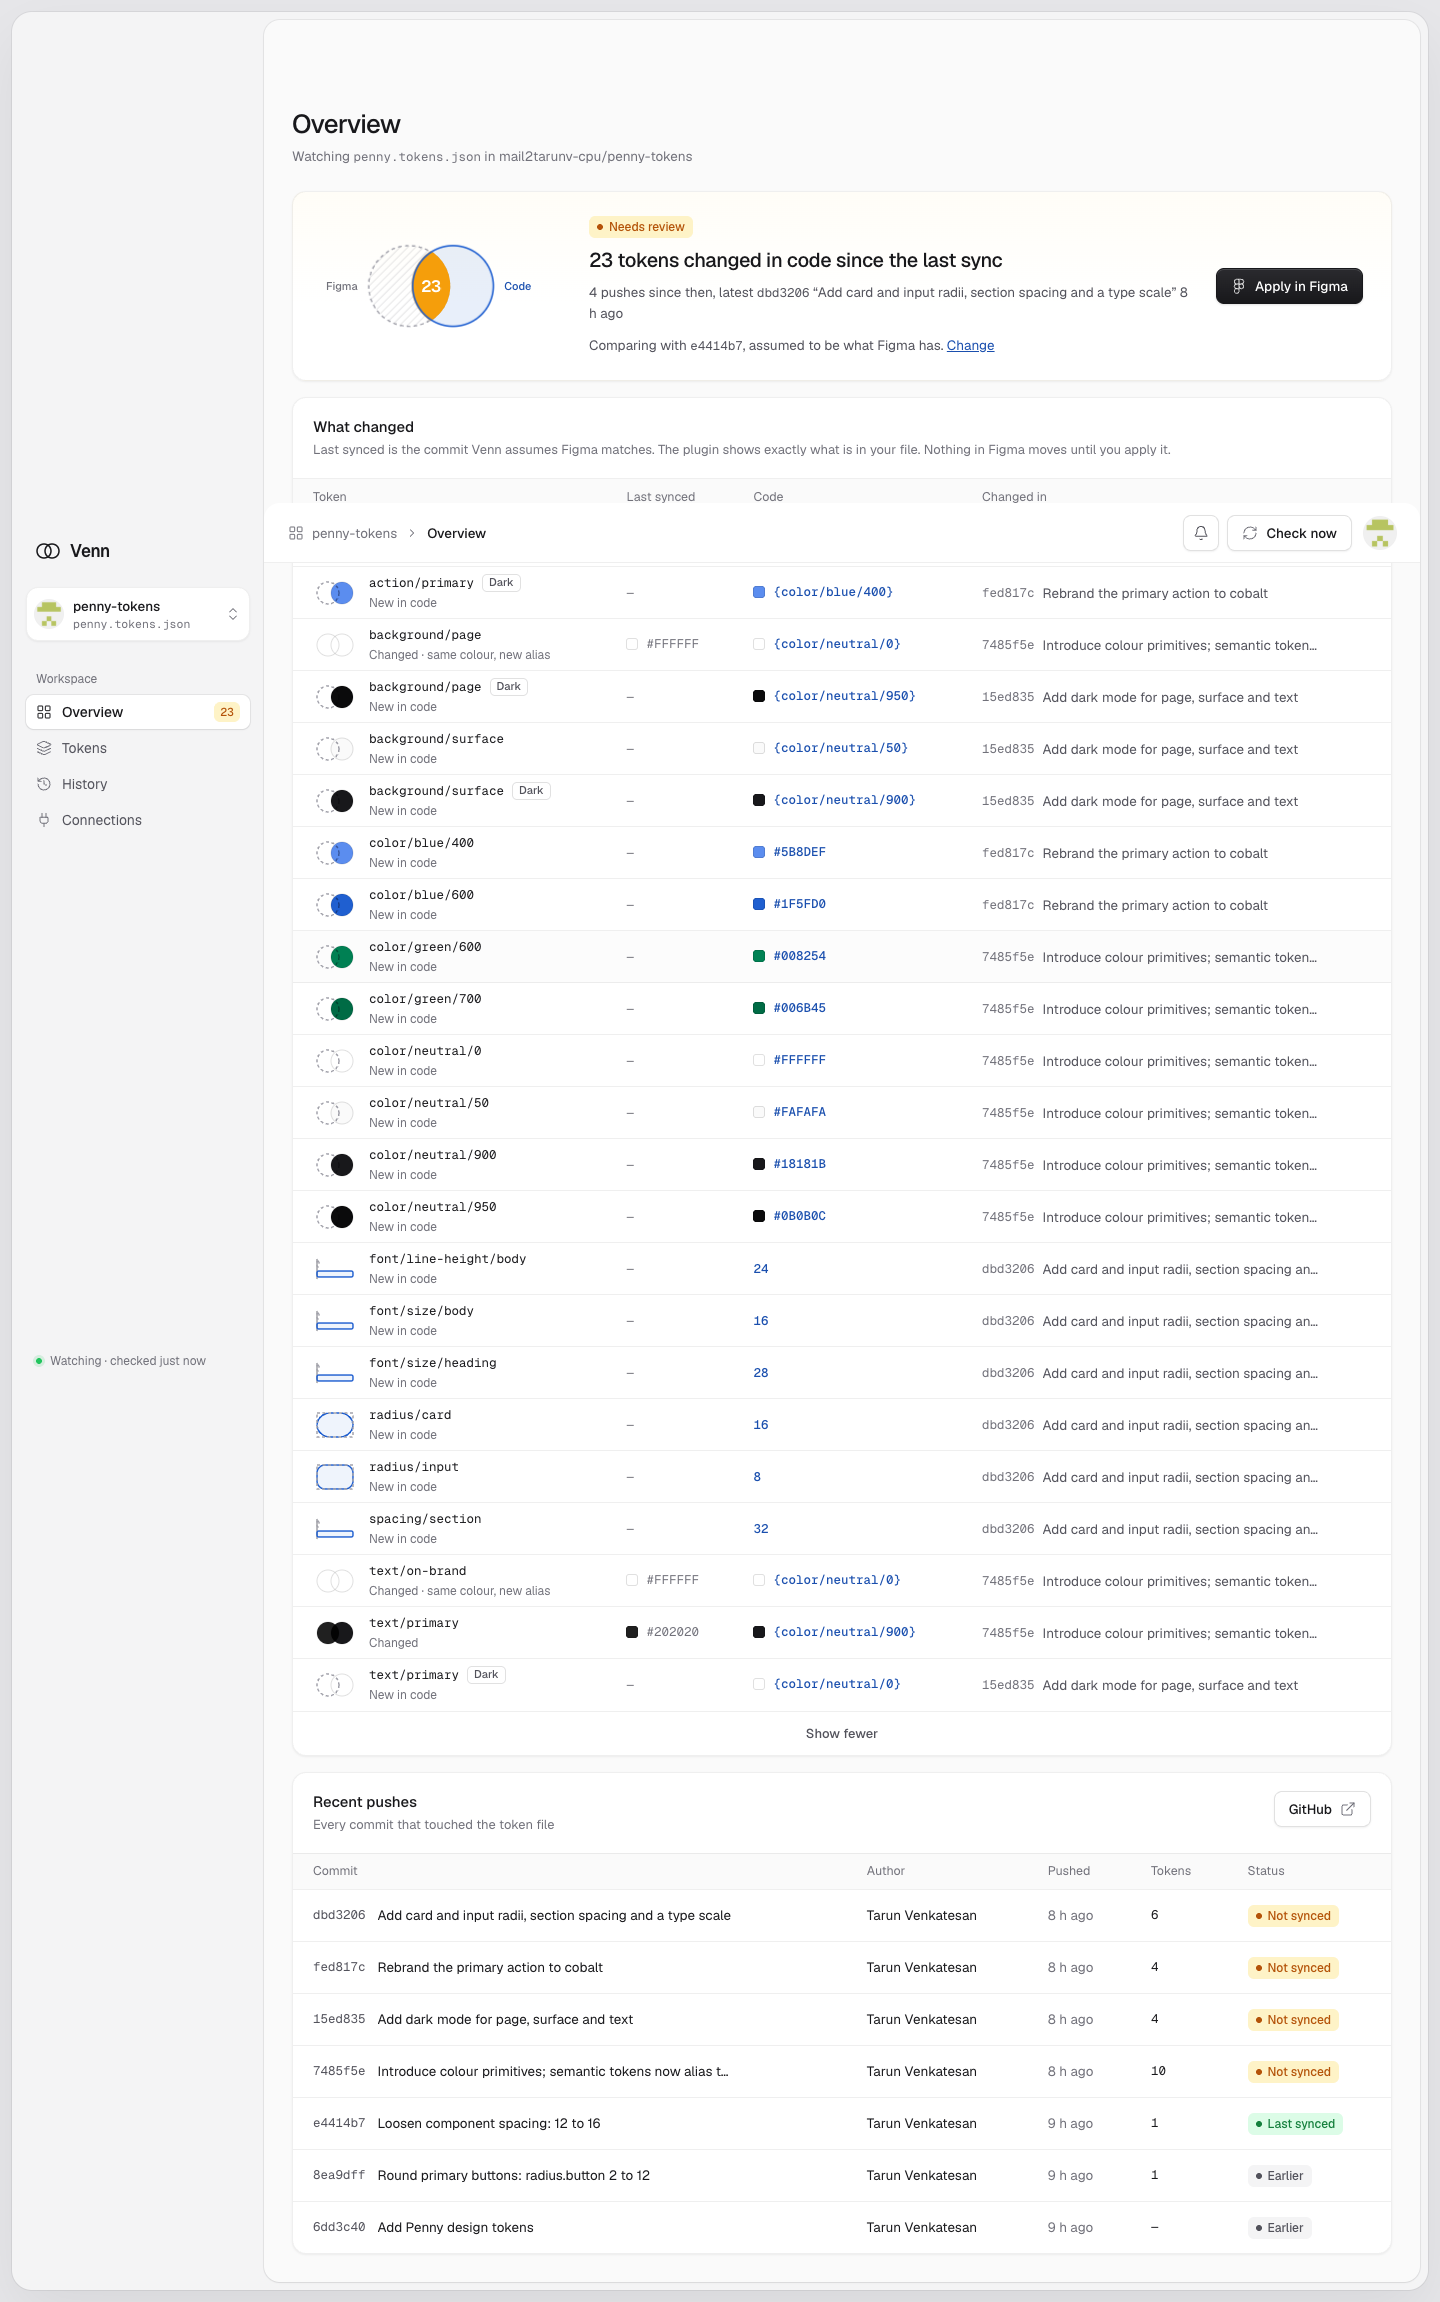 Overview
Watching penny.tokens.json in mail2tarunv-cpu/penny-tokens
Figma
23
Code
Needs review
23 tokens changed in code since the last sync
4 pushes since then, latest dbd3206 “Add card and input radii, section spacing and a type scale” 8
h ago
Comparing with e4414b7, assumed to be what Figma has. Change
Apply in Figma
What changed
Last synced is the commit Venn assumes Figma matches. The plugin shows exactly what is in your file. Nothing in Figma moves until you apply it.
Token Last synced Code Changed in
penny-tokens > Overview
Check now
Venn
penny-tokens
penny.tokens.json
Workspace
Overview 23
Tokens
History
Connections
Watching · checked just now
action/primary Dark
New in code
– {color/blue/400} fed817c Rebrand the primary action to cobalt
background/page
Changed · same colour, new alias
#FFFFFF {color/neutral/0} 7485f5e Introduce colour primitives; semantic token…
background/page Dark
New in code
– {color/neutral/950} 15ed835 Add dark mode for page, surface and text
background/surface
New in code
– {color/neutral/50} 15ed835 Add dark mode for page, surface and text
background/surface Dark
New in code
– {color/neutral/900} 15ed835 Add dark mode for page, surface and text
color/blue/400
New in code
– #5B8DEF fed817c Rebrand the primary action to cobalt
color/blue/600
New in code
– #1F5FD0 fed817c Rebrand the primary action to cobalt
color/green/600
New in code
– #008254 7485f5e Introduce colour primitives; semantic token…
color/green/700
New in code
– #006B45 7485f5e Introduce colour primitives; semantic token…
color/neutral/0
New in code
– #FFFFFF 7485f5e Introduce colour primitives; semantic token…
color/neutral/50
New in code
– #FAFAFA 7485f5e Introduce colour primitives; semantic token…
color/neutral/900
New in code
– #18181B 7485f5e Introduce colour primitives; semantic token…
color/neutral/950
New in code
– #0B0B0C 7485f5e Introduce colour primitives; semantic token…
font/line-height/body
New in code
– 24 dbd3206 Add card and input radii, section spacing an…
font/size/body
New in code
– 16 dbd3206 Add card and input radii, section spacing an…
font/size/heading
New in code
– 28 dbd3206 Add card and input radii, section spacing an…
radius/card
New in code
– 16 dbd3206 Add card and input radii, section spacing an…
radius/input
New in code
– 8 dbd3206 Add card and input radii, section spacing an…
spacing/section
New in code
– 32 dbd3206 Add card and input radii, section spacing an…
text/on-brand
Changed · same colour, new alias
#FFFFFF {color/neutral/0} 7485f5e Introduce colour primitives; semantic token…
text/primary
Changed
#202020 {color/neutral/900} 7485f5e Introduce colour primitives; semantic token…
text/primary Dark
New in code
– {color/neutral/0} 15ed835 Add dark mode for page, surface and text
Show fewer
Recent pushes
Every commit that touched the token file
GitHub
Commit Author Pushed Tokens Status
dbd3206 Add card and input radii, section spacing and a type scale Tarun Venkatesan 8 h ago 6 Not synced
fed817c Rebrand the primary action to cobalt Tarun Venkatesan 8 h ago 4 Not synced
15ed835 Add dark mode for page, surface and text Tarun Venkatesan 8 h ago 4 Not synced
7485f5e Introduce colour primitives; semantic tokens now alias t… Tarun Venkatesan 8 h ago 10 Not synced
e4414b7 Loosen component spacing: 12 to 16 Tarun Venkatesan 9 h ago 1 Last synced
8ea9dff Round primary buttons: radius.button 2 to 12 Tarun Venkatesan 9 h ago 1 Earlier
6dd3c40 Add Penny design tokens Tarun Venkatesan 9 h ago – Earlier